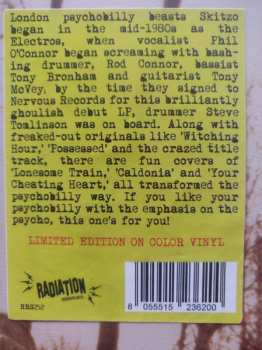 London psychobilly beasts Skitzo
began in the mid-1980s as the
Electros, when vocalist Phil
O'Connor began screaming with bash-
ing drummer, Rod Connor, bassist
Tony Bronham and guitarist Tony
McVey, by the time they signed to
Nervous Records for this brilliantly
ghoulish debut LP, drummer Steve
Tomlinson was on board. Along with
freaked-out originals like 'Witching
Hour,' 'Possessed' and the crazed title
track, there are fun covers of
'Lonesome Train,' 'Caldonia' and 'Your
Cheating Heart,' all transformed the
psychobilly way. If you like your
psychobilly with the emphasis on the
psycho, this one's for you!
LIMITED EDITION ON COLOR VINYL
RADIATION
8 055515 236200